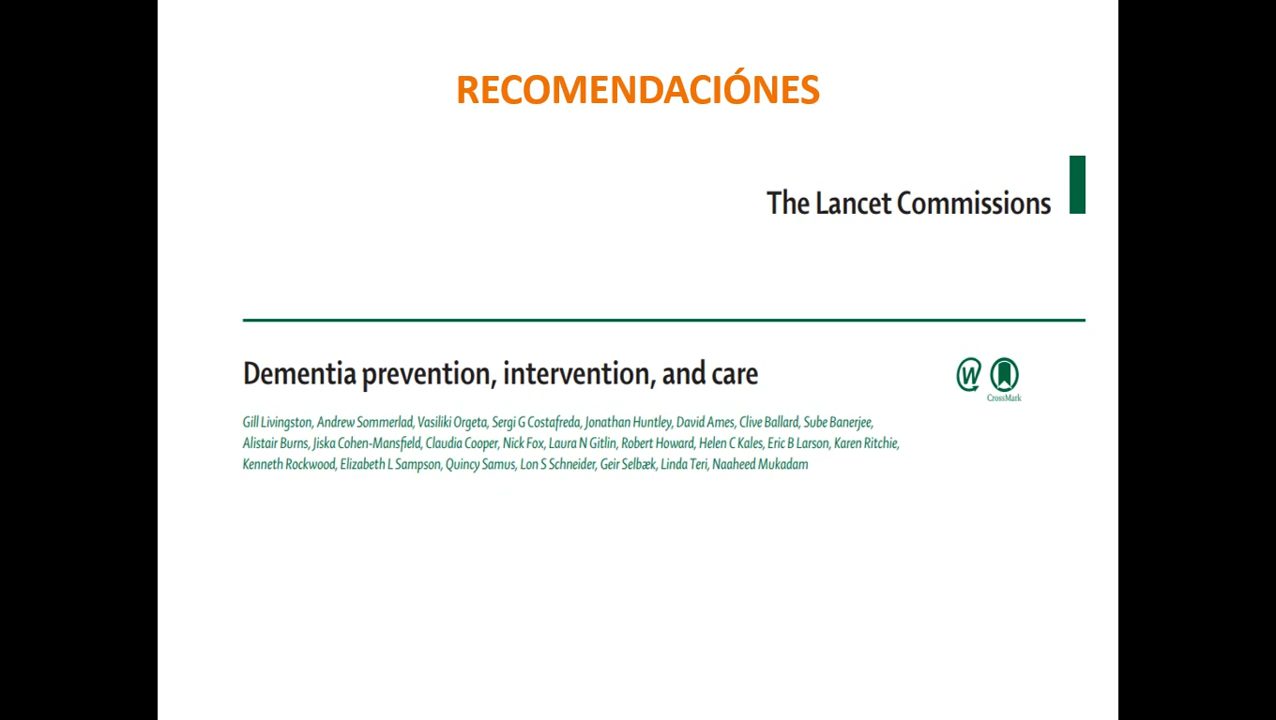 RECOMENDACIÓNES
The Lancet Commissions
Dementia prevention, intervention, and care
W
CrossMark
Gill Livingston, Andrew Sommerlad, Vasiliki Orgeta, Sergi G Costafreda, Jonathan Huntley, David Ames, Clive Ballard, Sube Banerjee,
Alistair Burns, Jiska Cohen-Mansfield, Claudia Cooper, Nick Fox, Laura N Gitlin, Robert Howard, Helen C Kales, Eric B Larson, Karen Ritchie,
Kenneth Rockwood, Elizabeth L Sampson, Quincy Samus, Lon S Schneider, Geir Selbæk, Linda Teri, Naaheed Mukadam